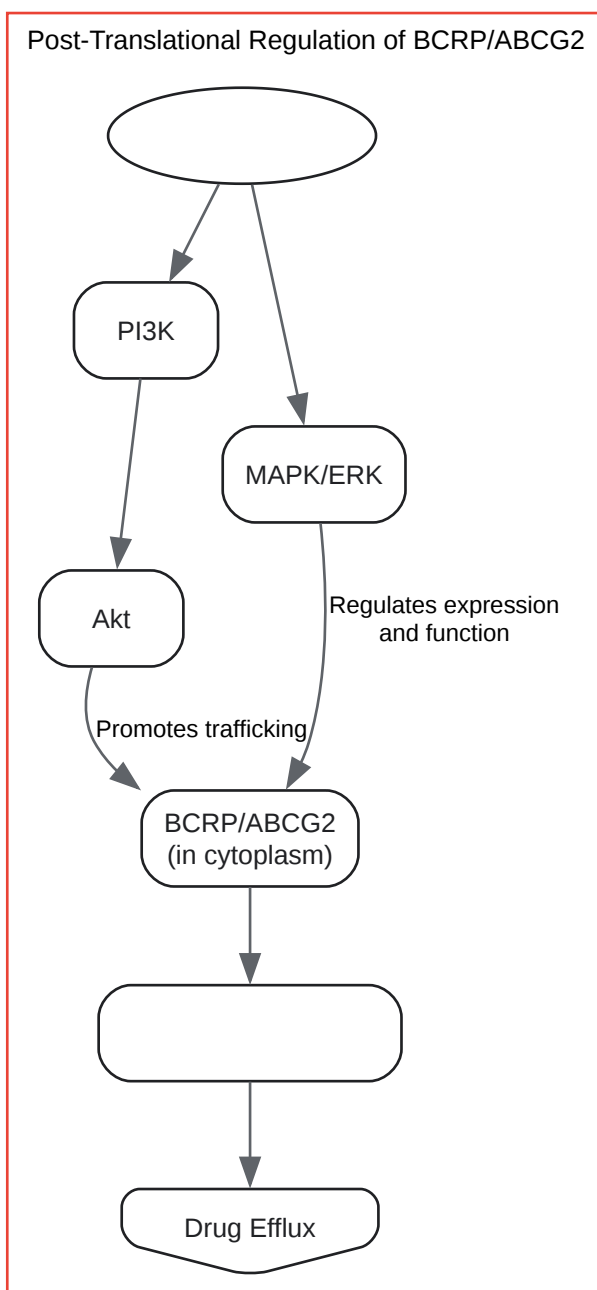 Post-Translational Regulation of BCRP/ABCG2
PI3K
MAPK/ERK
Regulates expression
and function
Akt
Promotes trafficking
BCRP/ABCG2
(in cytoplasm)
Drug Efflux